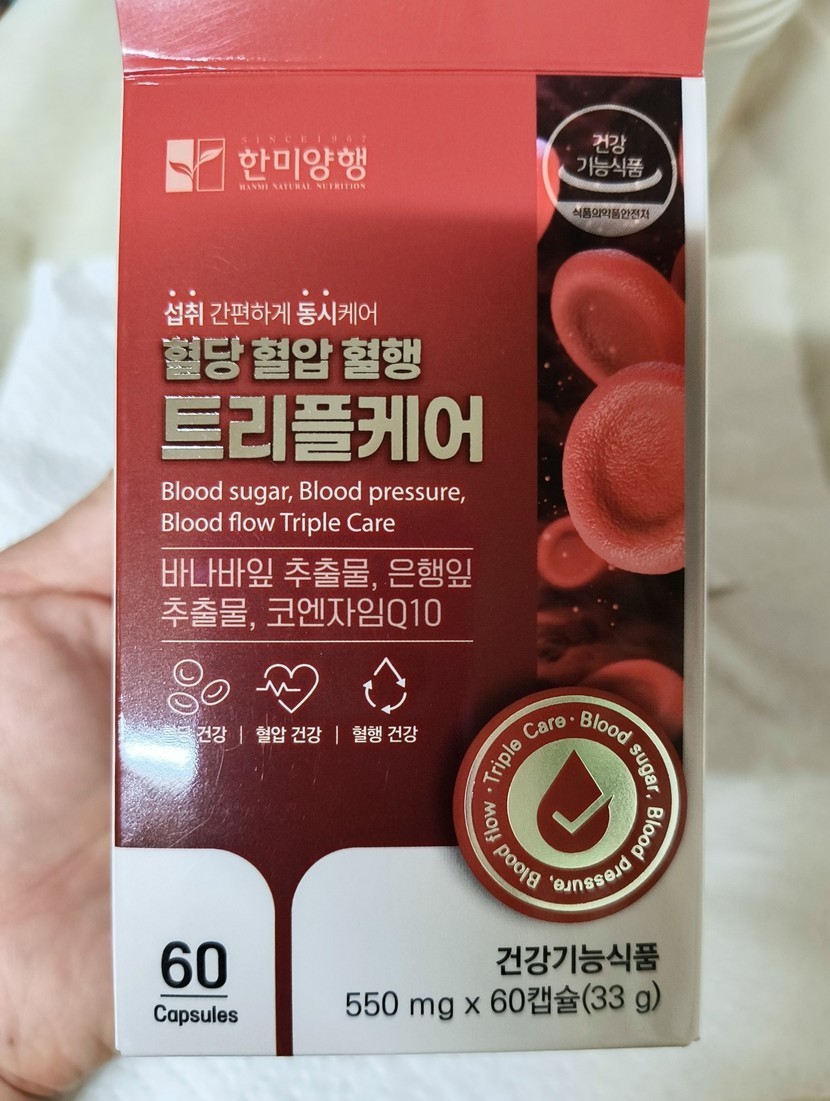 SINCE 1987
한미양행
HANMI NATURAL NUTRITION
건강
기능식품
식품의약품안전처
섭취 간편하게 동시케어
혈당 혈압 혈행
트리플케어
Blood sugar, Blood pressure,
Blood flow Triple Care
바나바잎 추출물, 은행잎
추출물, 코엔자임Q10
혈당 건강 | 혈압 건강 | 혈행 건강
Triple Care · Blood sugar, Blood pressure, Blood flow ·
60
Capsules
건강기능식품
550 mg x 60캡슐(33 g)